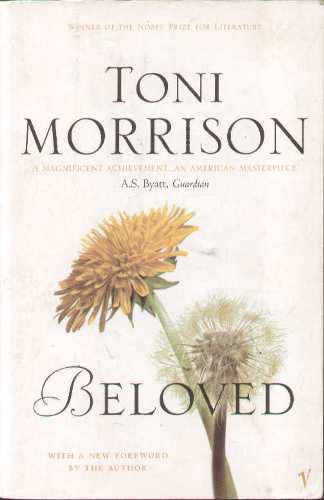 WINNER OF THE NOBEL PRIZE FOR LITERATURE
TONI
MORRISON
'A MAGNIFICENT ACHIEVEMENT...AN AMERICAN MASTERPIECE'
A.S. Byatt, Guardian
BELOVED
WITH A NEW FOREWORD
BY THE AUTHOR
V